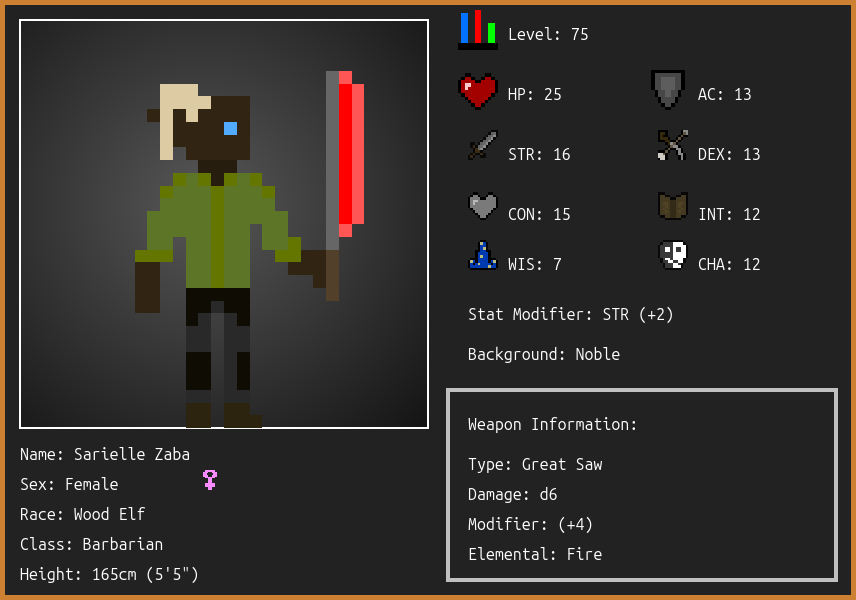 Level: 75
HP: 25
AC: 13
STR: 16
DEX: 13
CON: 15
INT: 12
WIS: 7
CHA: 12
Stat Modifier: STR (+2)
Background: Noble
Name: Sarielle Zaba
Sex: Female
Race: Wood Elf
Class: Barbarian
Height: 165cm (5'5")
Weapon Information:
Type: Great Saw
Damage: d6
Modifier: (+4)
Elemental: Fire